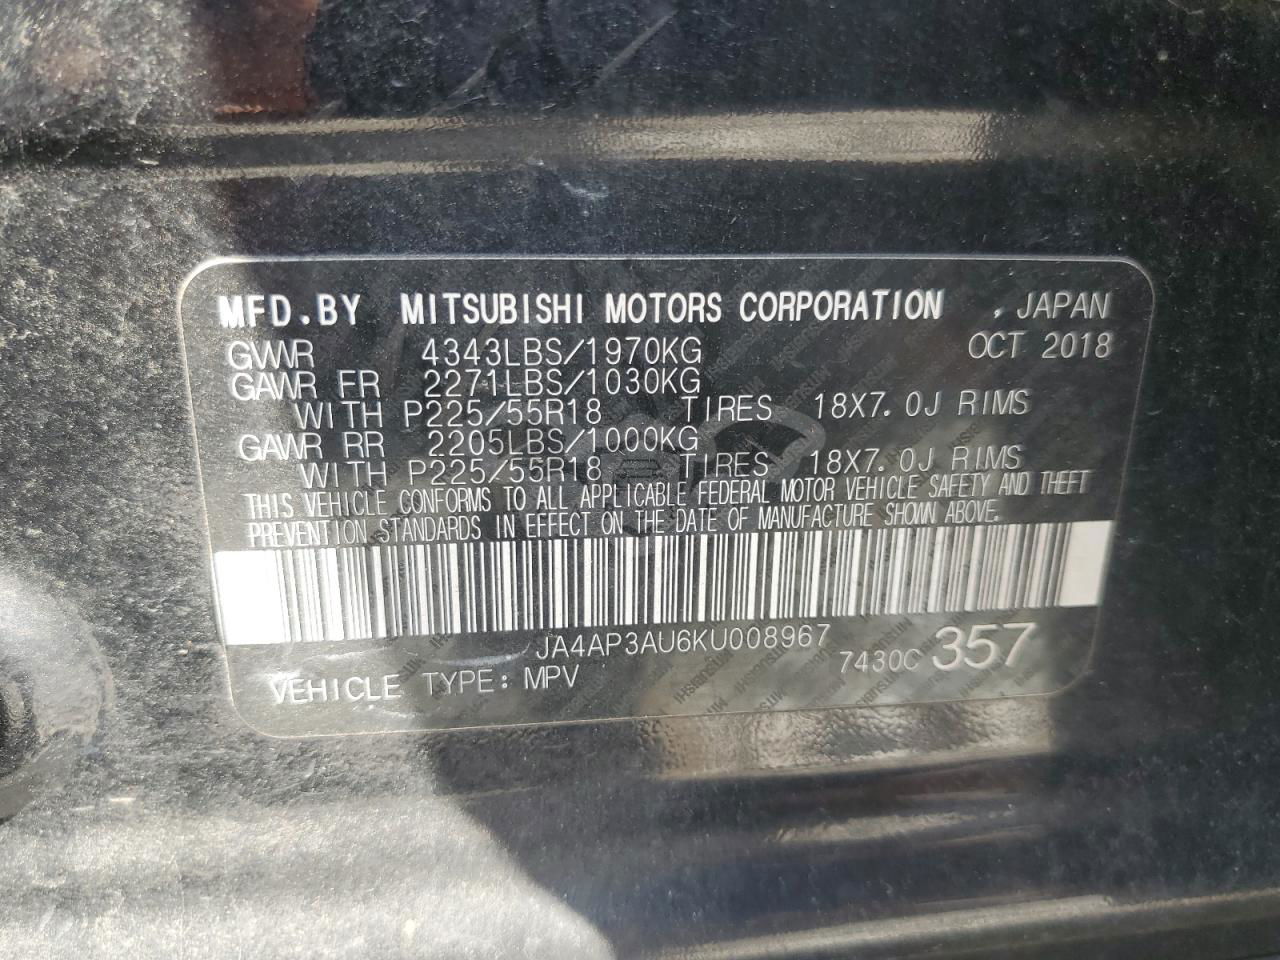 MFD.BY MITSUBISHI MOTORS CORPORATION , JAPAN
GVWR 4343LBS/1970KG OCT 2018
GAWR FR 2271LBS/1030KG
WITH P225/55R18 TIRES 18X7.0J RIMS
GAWR RR 2205LBS/1000KG
WITH P225/55R18 TIRES 18X7.0J RIMS
THIS VEHICLE CONFORMS TO ALL APPLICABLE FEDERAL MOTOR VEHICLE SAFETY AND THEFT
PREVENTION STANDARDS IN EFFECT ON THE DATE OF MANUFACTURE SHOWN ABOVE.
JA4AP3AU6KU008967
VEHICLE TYPE: MPV 7430C 357